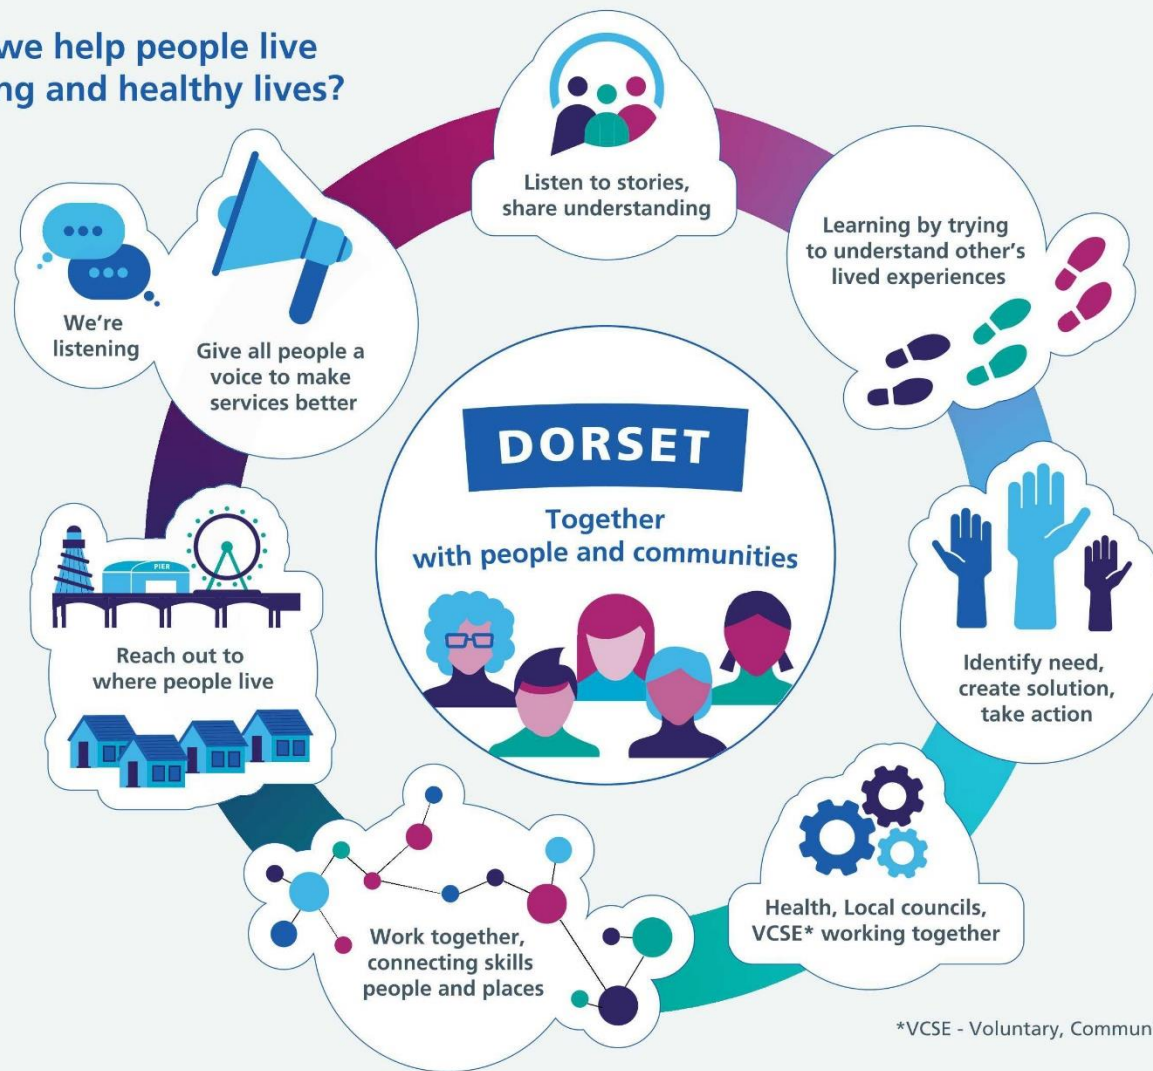 we help people live
ng and healthy lives?
Listen to stories,
share understanding
Learning by trying
to understand other's
lived experiences
We're
listening
Give all people a
voice to make
services better
DORSET
Together
with people and communities
PIER
Reach out to
where people live
Identify need,
create solution,
take action
Health, Local councils,
VCSE* working together
Work together,
connecting skills
people and places
*VCSE - Voluntary, Commun